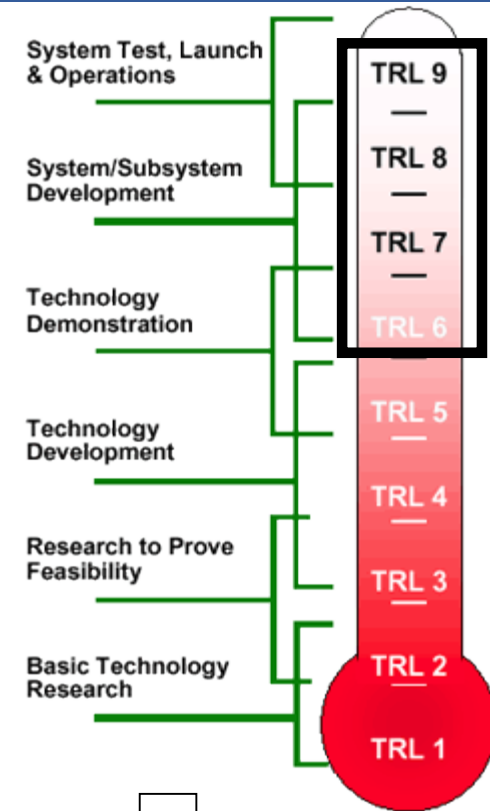 System Test, Launch
& Operations
System/Subsystem
Development
Technology
Demonstration
Technology
Development
Research to Prove
Feasibility
Basic Technology
Research
TRL 9
TRL 8
TRL 7
TRL 6
TRL 5
TRL 4
TRL 3
TRL 2
TRL 1